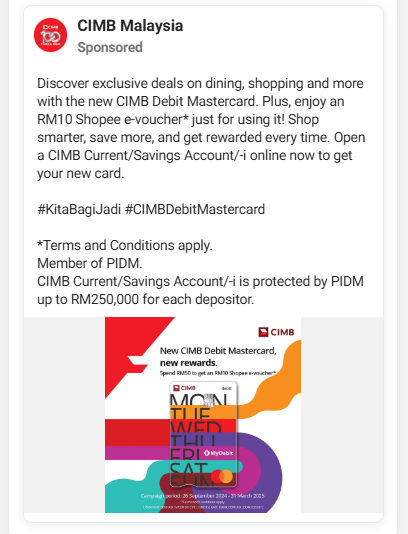 CIMB Malaysia
Sponsored
Discover exclusive deals on dining, shopping and more
with the new CIMB Debit Mastercard. Plus, enjoy an
RM10 Shopee e-voucher* just for using it! Shop
smarter, save more, and get rewarded every time. Open
a CIMB Current/Savings Account/-i online now to get
your new card.
#KitaBagiJadi #CIMBDebitMastercard
*Terms and Conditions apply.
Member of PIDM.
CIMB Current/Savings Account/-i is protected by PIDM
up to RM250,000 for each depositor.
CIMB
New CIMB Debit Mastercard,
new rewards.
Spend RM50 to get an RM10 Shopee e-voucher*
CIMB debit
MON
TUE
WED
THU
FRI
MyDebit
SAT
SUN
Campaign period: 26 September 2024 - 31 March 2025